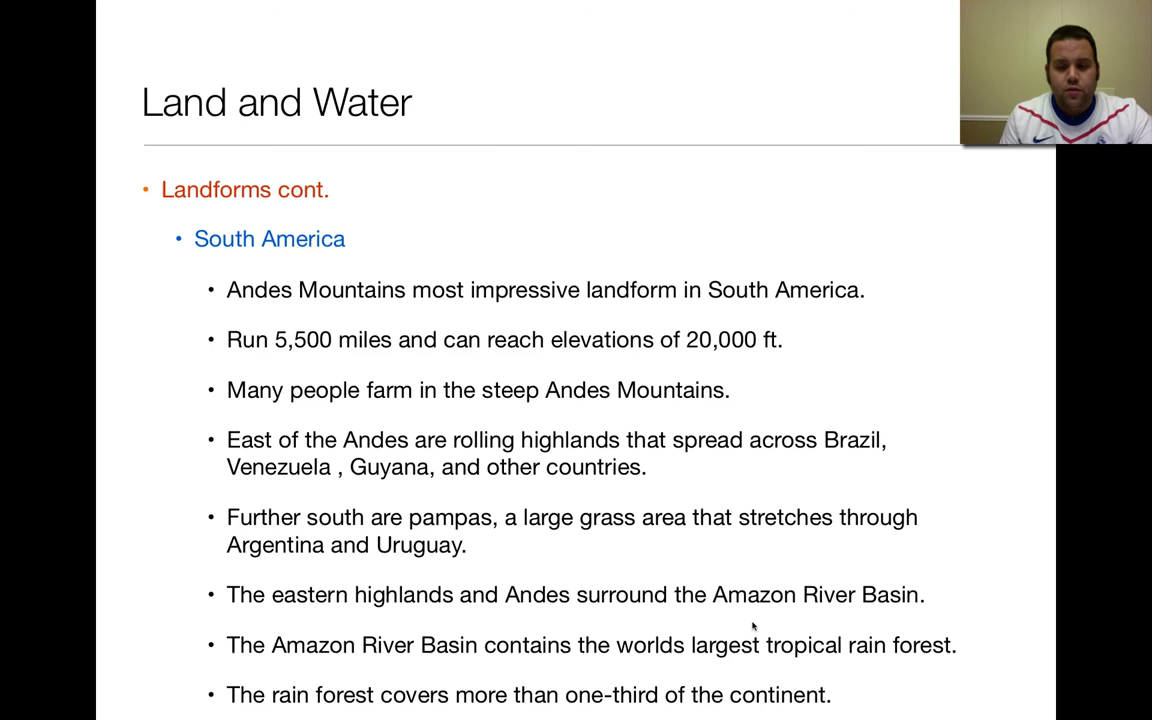 Land and Water
• Landforms cont.
• South America
• Andes Mountains most impressive landform in South America.
• Run 5,500 miles and can reach elevations of 20,000 ft.
• Many people farm in the steep Andes Mountains.
• East of the Andes are rolling highlands that spread across Brazil,
Venezuela , Guyana, and other countries.
• Further south are pampas, a large grass area that stretches through
Argentina and Uruguay.
• The eastern highlands and Andes surround the Amazon River Basin.
• The Amazon River Basin contains the worlds largest tropical rain forest.
• The rain forest covers more than one-third of the continent.